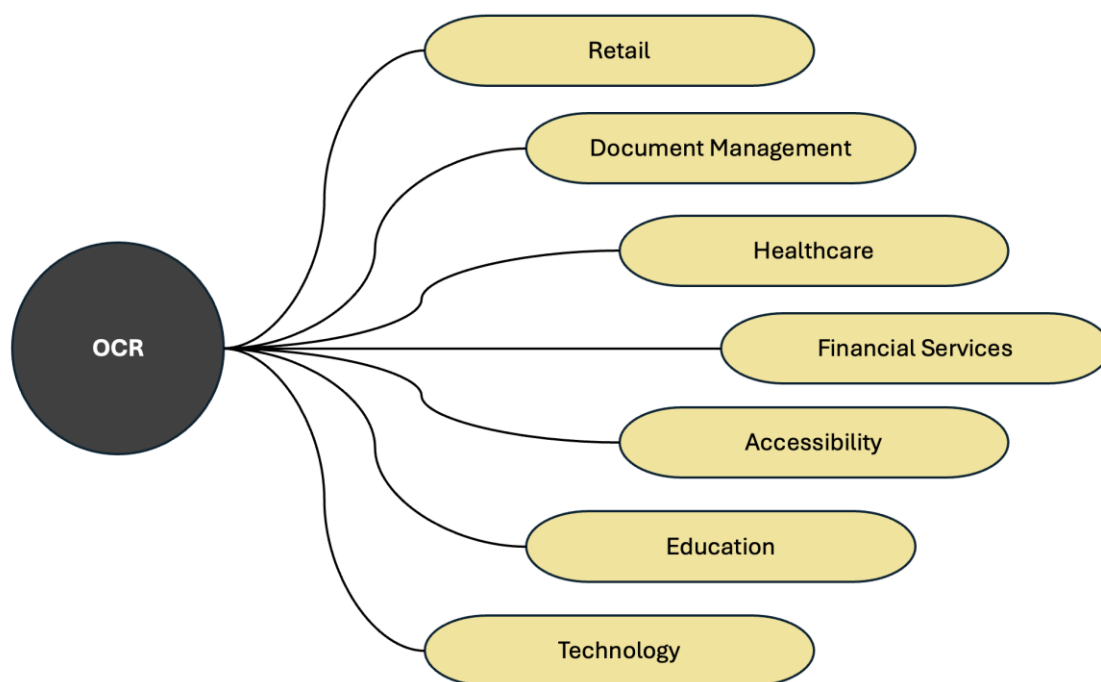 Retail
Document Management
Healthcare
OCR
Financial Services
Accessibility
Education
Technology